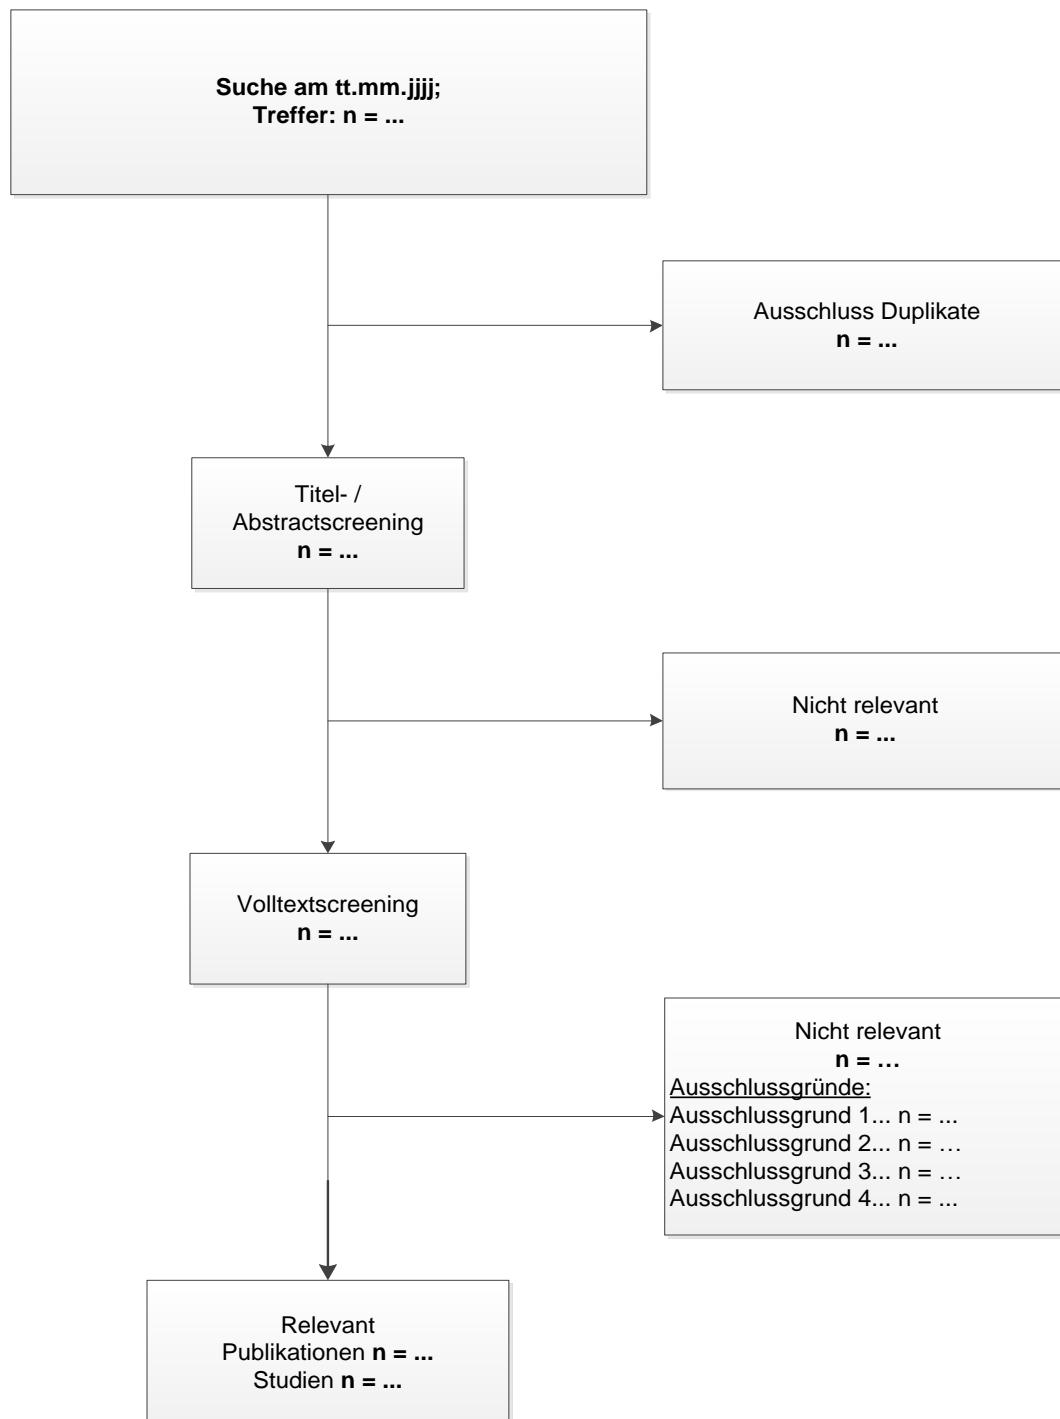 Suche am tt.mm.jjjj;
Treffer: n = ...
Ausschluss Duplikate
n = ...
Titel- /
Abstractscreening
n = ...
Nicht relevant
n = ...
Volltextscreening
n = ...
Nicht relevant
n = …
Ausschlussgründe:
Ausschlussgrund 1... n = ...
Ausschlussgrund 2... n = …
Ausschlussgrund 3... n = …
Ausschlussgrund 4... n = ...
Relevant
Publikationen n = ...
Studien n = ...